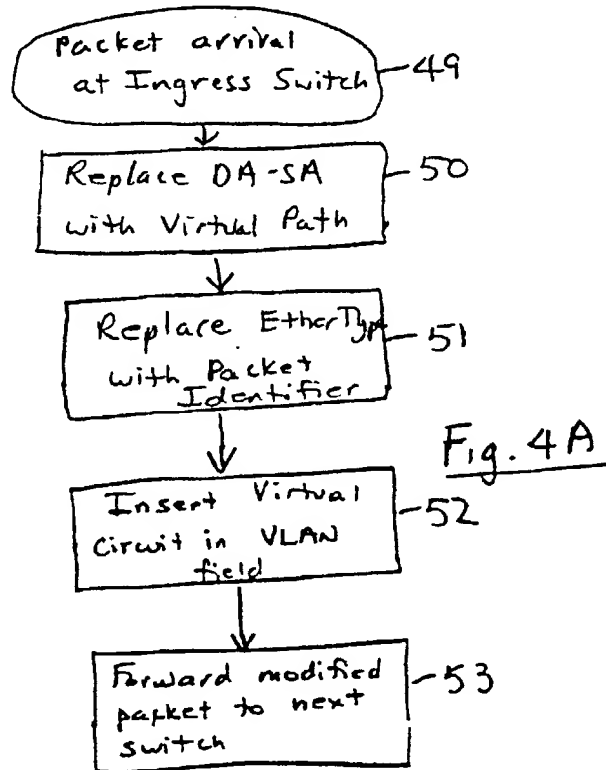 packet arrival
at Ingress Switch
49
Replace DA-SA
with Virtual Path
50
Replace EtherType
with Packet
Identifier
51
Fig. 4A
Insert Virtual
Circuit in VLAN
field
52
Forward modified
packet to next
switch
53